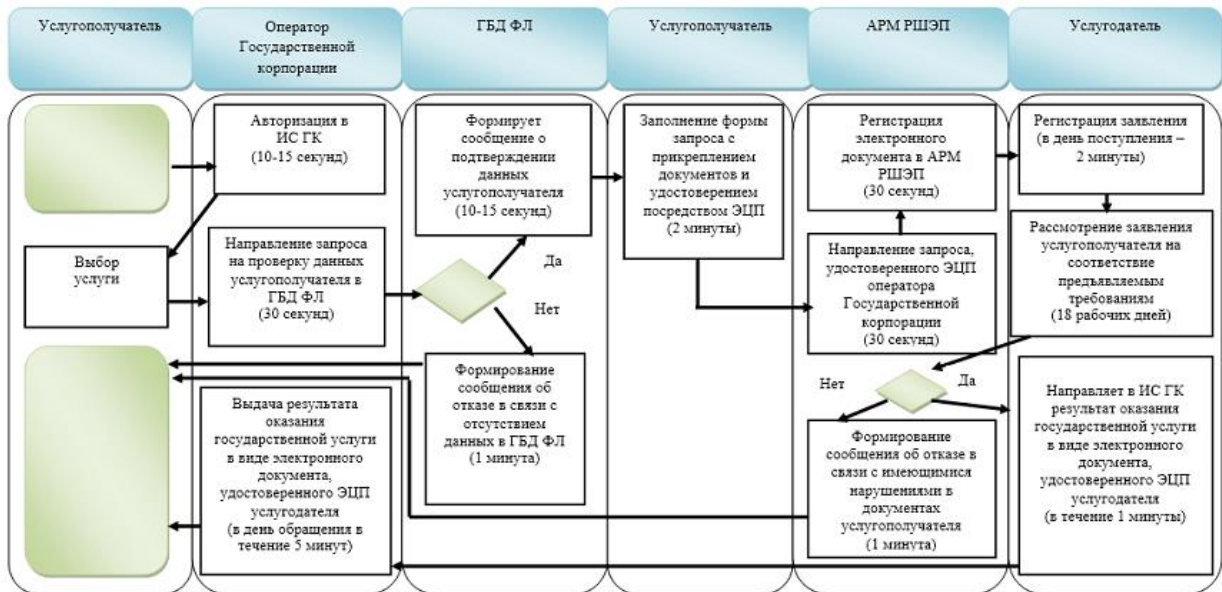 Услугополучатель
Оператор
Государственной
корпорации
ГБД ФЛ
Услугополучатель
АРМ РШЭП
Услугодатель
Авторизация в
ИС ГК
(10-15 секунд)
Выбор
услуги
Направление запроса
на проверку данных
услугополучателя в
ГБД ФЛ
(30 секунд)
Формирует
сообщение о
подтверждении
данных
услугополучателя
(10-15 секунд)
Да
Нет
Формирование
сообщения об
отказе в связи с
отсутствием
данных в ГБД ФЛ
(1 минута)
Заполнение формы
запроса с
прикреплением
документов и
удостоверением
посредством ЭЦП
(2 минуты)
Направление запроса,
удостоверенного ЭЦП
оператора
Государственной
корпорации
(30 секунд)
Регистрация
электронного
документа в АРМ
РШЭП
(30 секунд)
Регистрация заявления
(в день поступления –
2 минуты)
Рассмотрение заявления
услугополучателя на
соответствие
предъявляемым
требованиям
(18 рабочих дней)
Нет
Да
Формирование
сообщения об отказе в
связи с имеющимися
нарушениями в
документах
услугополучателя
(1 минута)
Направляет в ИС ГК
результат оказания
государственной услуги
в виде электронного
документа,
удостоверенного ЭЦП
услугодателя
(в течение 1 минуты)
Выдача результата
оказания
государственной услуги
в виде электронного
документа,
удостоверенного ЭЦП
услугодателя
(в день обращения в
течение 5 минут)